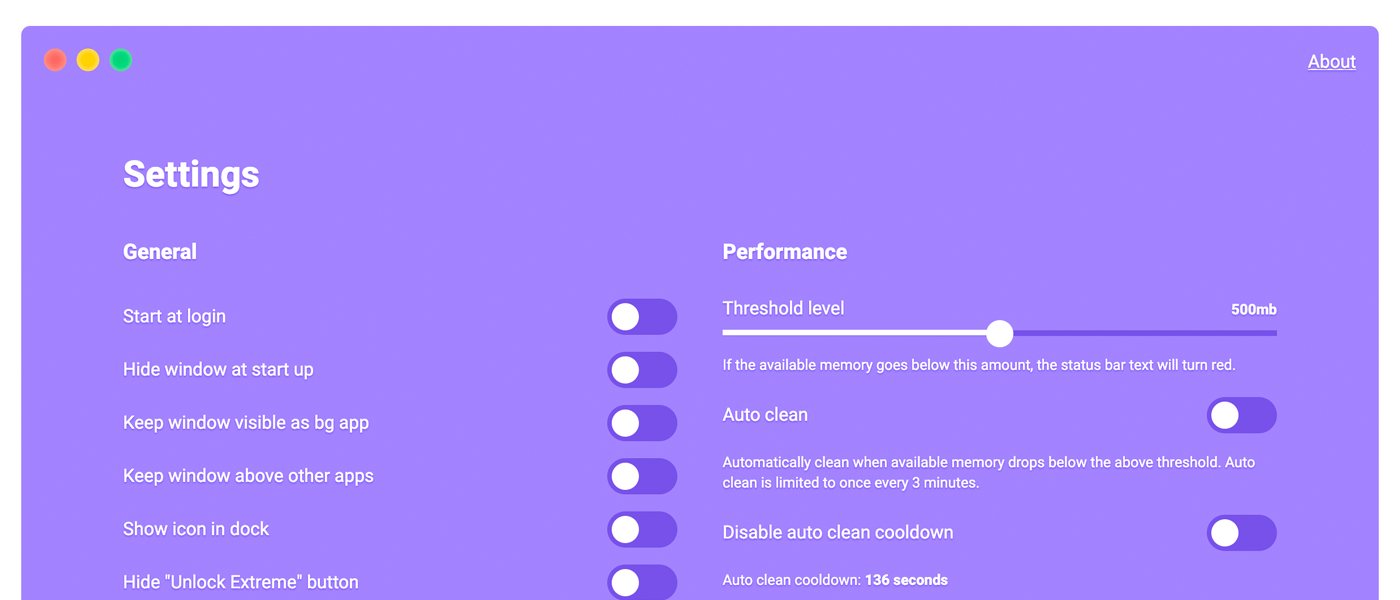 About
Settings
General
Start at login
Hide window at start up
Keep window visible as bg app
Keep window above other apps
Show icon in dock
Hide "Unlock Extreme" button
Performance
Threshold level
500mb
If the available memory goes below this amount, the status bar text will turn red.
Auto clean
Automatically clean when available memory drops below the above threshold. Auto
clean is limited to once every 3 minutes.
Disable auto clean cooldown
Auto clean cooldown: 136 seconds